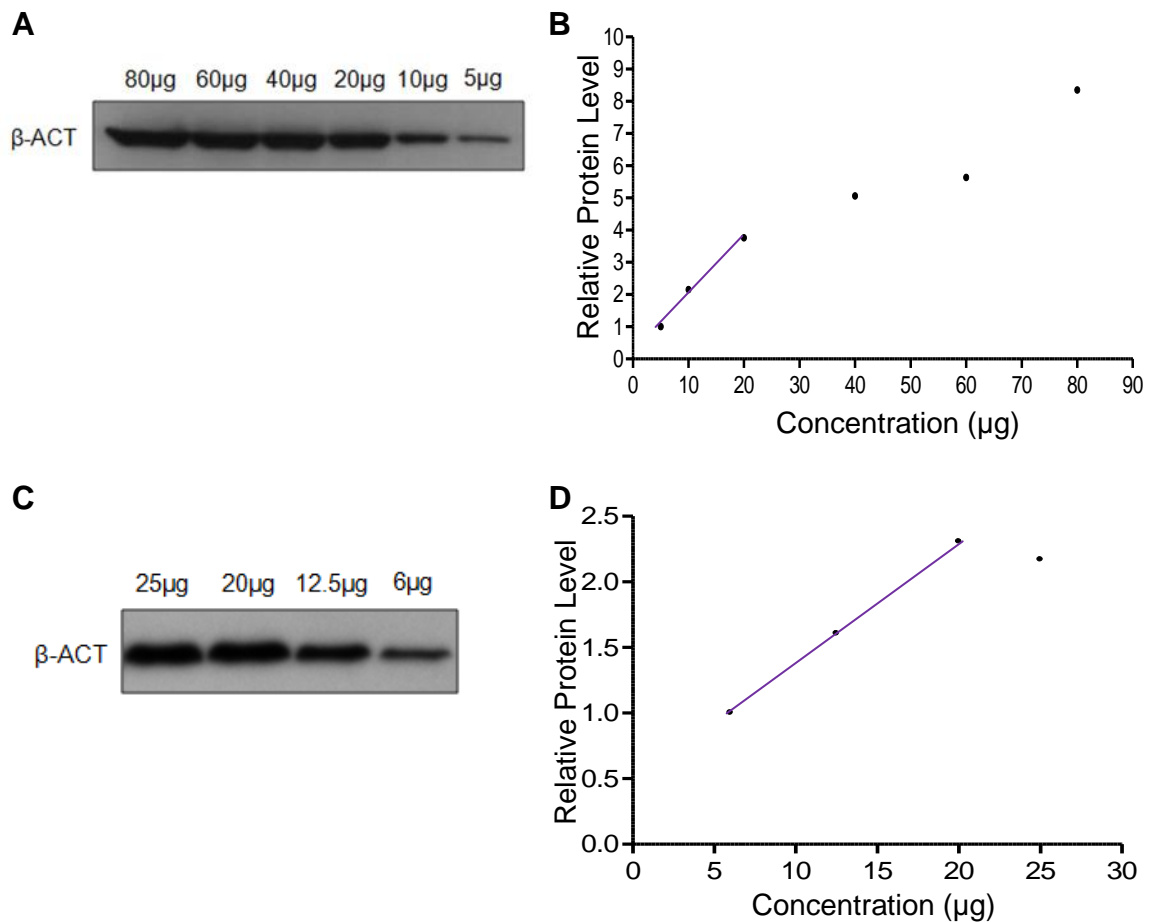 A
80µg 60µg 40µg 20µg 10µg 5µg
β-ACT
B
Relative Protein Level
10
9
8
7
6
5
4
3
2
1
0
0 10 20 30 40 50 60 70 80 90
Concentration (µg)
C
25µg 20µg 12.5µg 6µg
β-ACT
D
Relative Protein Level
2.5
2.0
1.5
1.0
0.5
0.0
0 5 10 15 20 25 30
Concentration (µg)